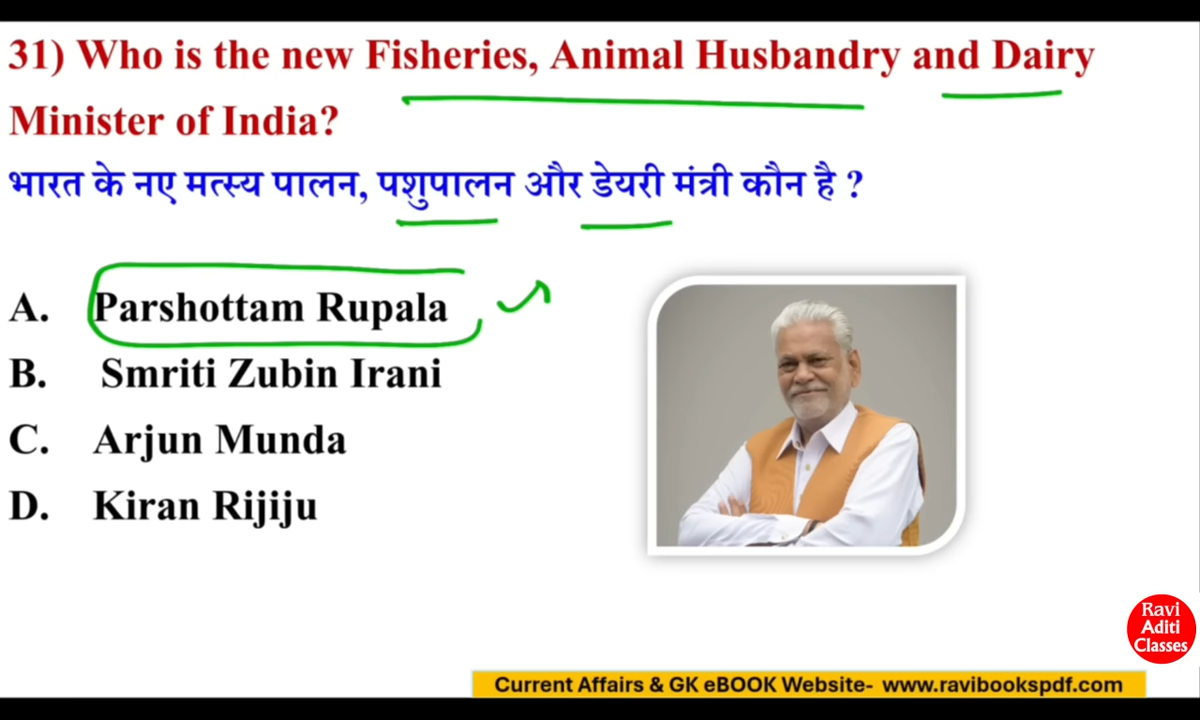 31) Who is the new Fisheries, Animal Husbandry and Dairy
Minister of India?
भारत के नए मत्स्य पालन, पशुपालन और डेयरी मंत्री कौन है ?
A. Parshottam Rupala
B. Smriti Zubin Irani
C. Arjun Munda
D. Kiran Rijiju
Ravi
Aditi
Classes
Current Affairs & GK eBOOK Website- www.ravibookspdf.com